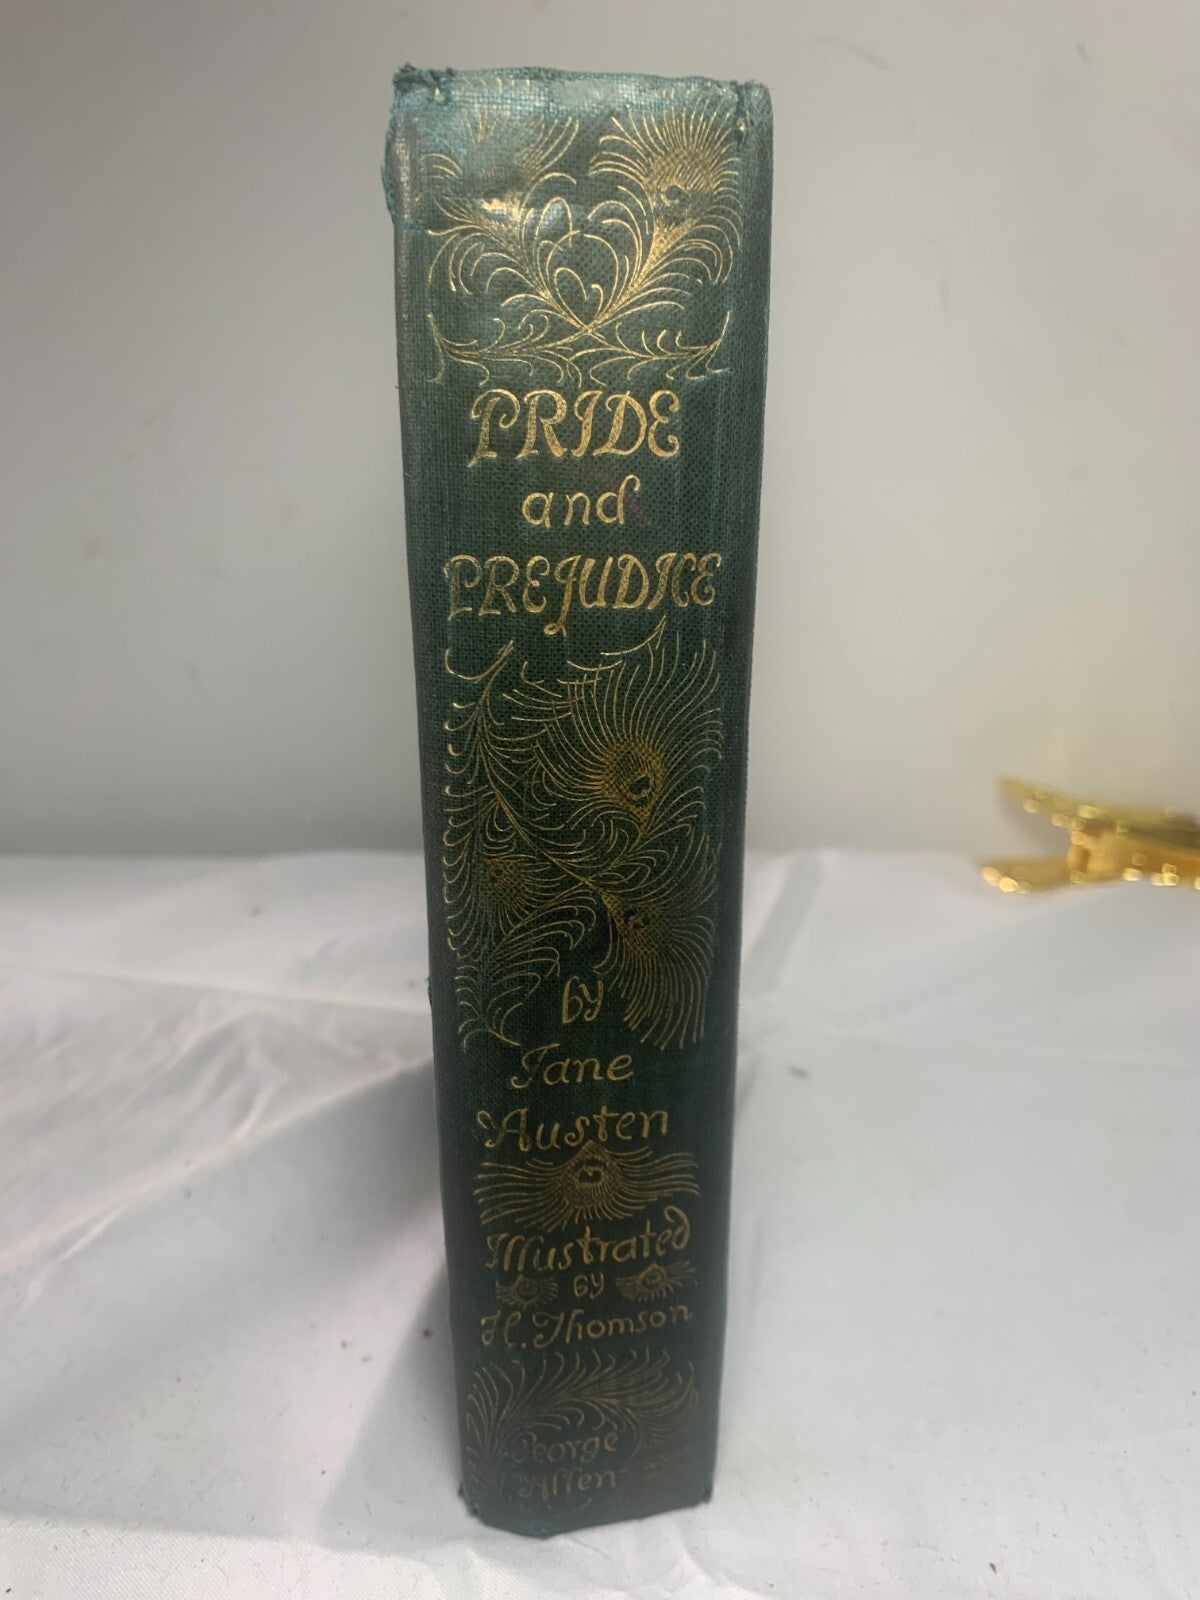 PRIDE
and
PREJUDICE
by
Jane
Austen
Illustrated
by
H. Thomson
George
Allen